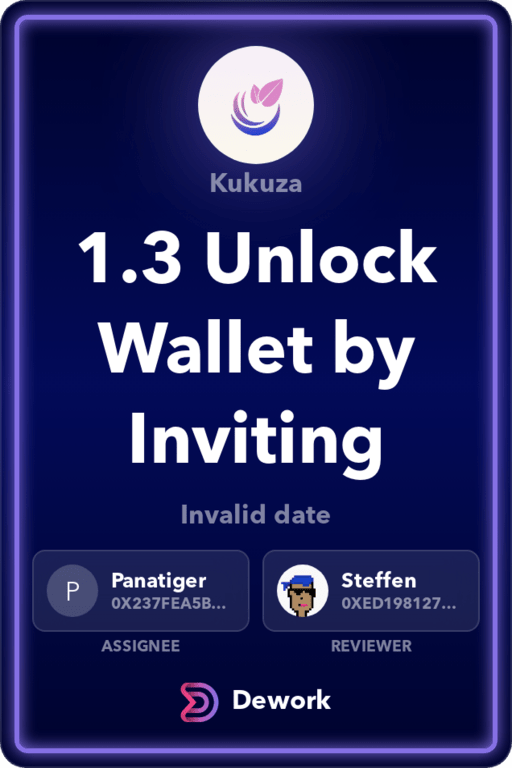 Kukuza
1.3 Unlock
Wallet by
Inviting
Invalid date
P
Panatiger
0X237FEA5B...
Steffen
0XED198127...
ASSIGNEE
REVIEWER
Dework